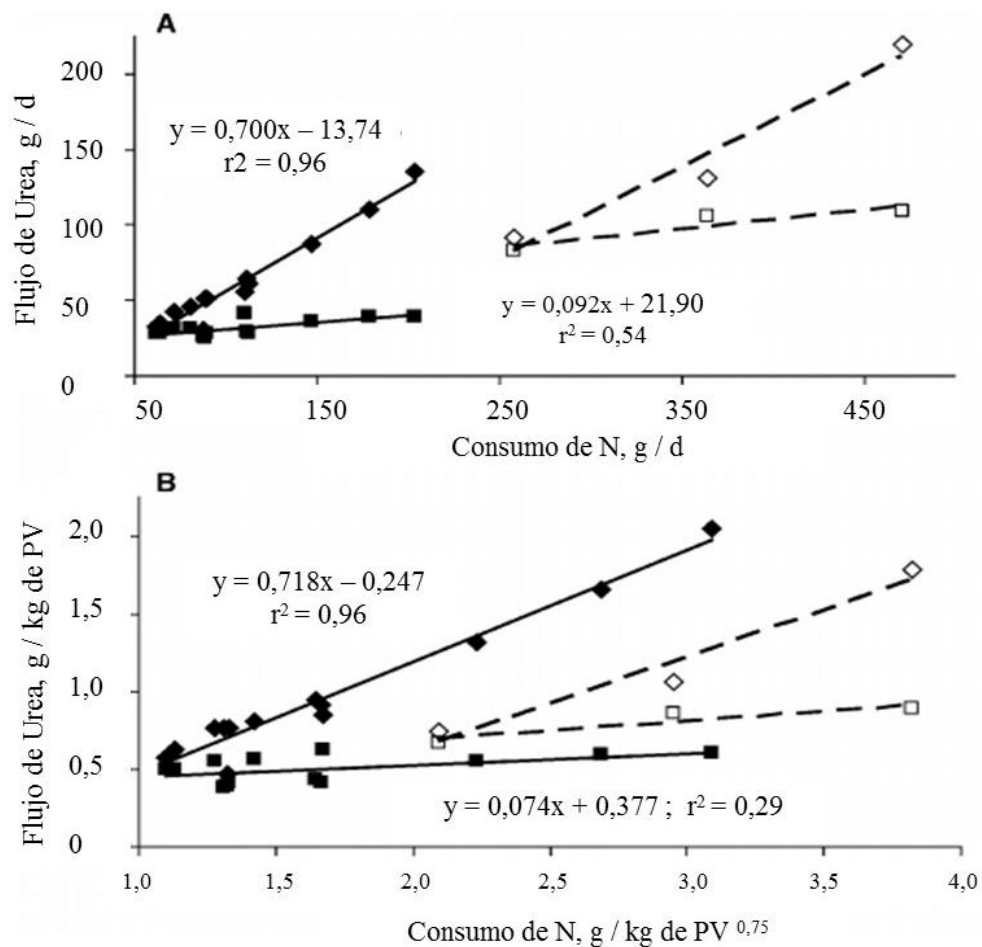 A
200
150
100
50
0
Flujo de Urea, g / d
y = 0,700x – 13,74
r2 = 0,96
y = 0,092x + 21,90
r² = 0,54
50 150 250 350 450
Consumo de N, g / d
B
2,0
1,5
1,0
0,5
0
Flujo de Urea, g / kg de PV
y = 0,718x – 0,247
r² = 0,96
y = 0,074x + 0,377 ; r² = 0,29
1,0 1,5 2,0 2,5 3,0 3,5 4,0
Consumo de N, g / kg de PV 0,75